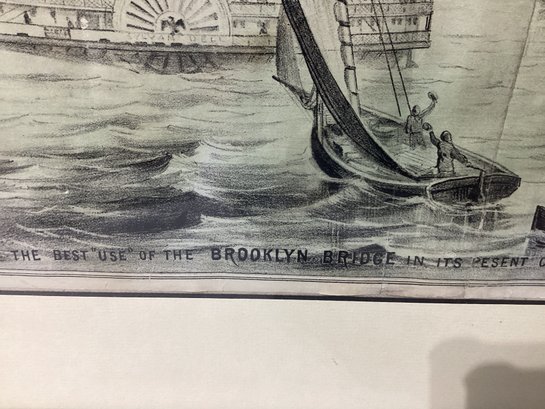 THE BEST "USE" OF THE BROOKLYN BRIDGE IN ITS PESENT